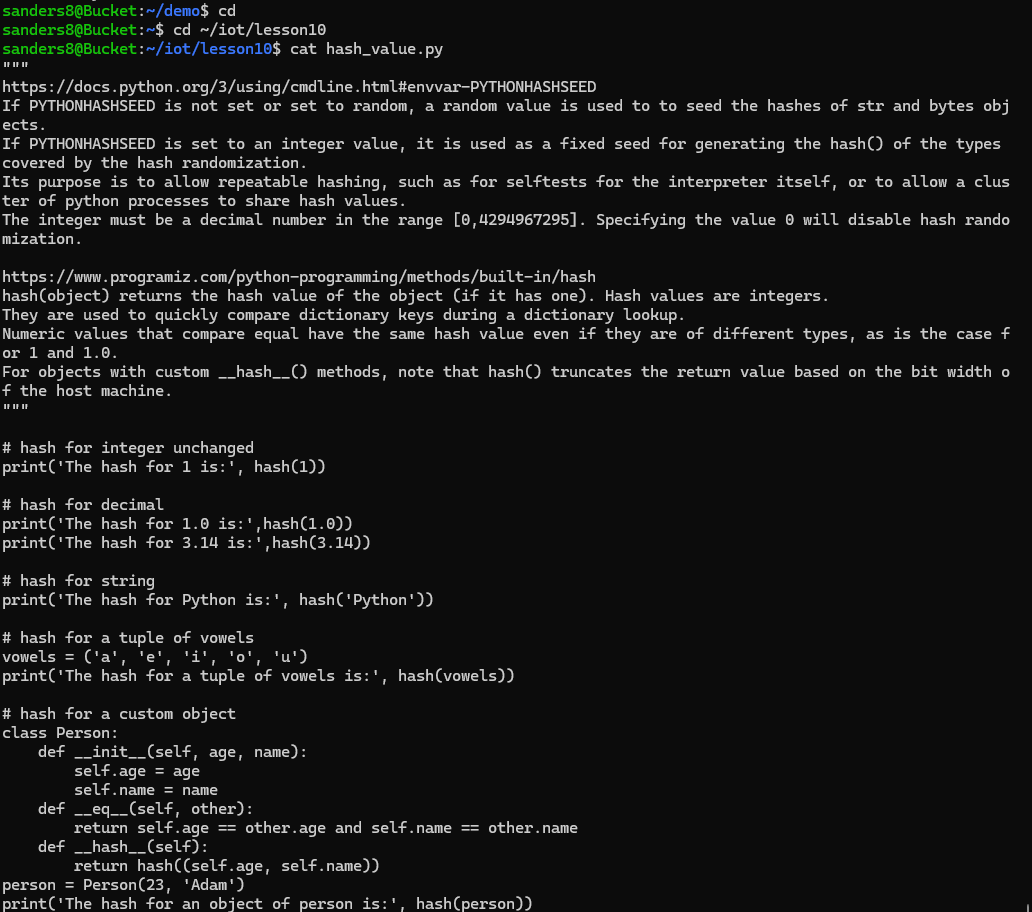 sanders8@Bucket:~/demo$ cd
sanders8@Bucket:~$ cd ~/iot/lesson10
sanders8@Bucket:~/iot/lesson10$ cat hash_value.py
"""
https://docs.python.org/3/using/cmdline.html#envvar-PYTHONHASHSEED
If PYTHONHASHSEED is not set or set to random, a random value is used to to seed the hashes of str and bytes obj
ects.
If PYTHONHASHSEED is set to an integer value, it is used as a fixed seed for generating the hash() of the types
covered by the hash randomization.
Its purpose is to allow repeatable hashing, such as for selftests for the interpreter itself, or to allow a clus
ter of python processes to share hash values.
The integer must be a decimal number in the range [0,4294967295]. Specifying the value 0 will disable hash rando
mization.

https://www.programiz.com/python-programming/methods/built-in/hash
hash(object) returns the hash value of the object (if it has one). Hash values are integers.
They are used to quickly compare dictionary keys during a dictionary lookup.
Numeric values that compare equal have the same hash value even if they are of different types, as is the case f
or 1 and 1.0.
For objects with custom __hash__() methods, note that hash() truncates the return value based on the bit width o
f the host machine.
"""

# hash for integer unchanged
print('The hash for 1 is:', hash(1))

# hash for decimal
print('The hash for 1.0 is:',hash(1.0))
print('The hash for 3.14 is:',hash(3.14))

# hash for string
print('The hash for Python is:', hash('Python'))

# hash for a tuple of vowels
vowels = ('a', 'e', 'i', 'o', 'u')
print('The hash for a tuple of vowels is:', hash(vowels))

# hash for a custom object
class Person:
    def __init__(self, age, name):
        self.age = age
        self.name = name
    def __eq__(self, other):
        return self.age == other.age and self.name == other.name
    def __hash__(self):
        return hash((self.age, self.name))
person = Person(23, 'Adam')
print('The hash for an object of person is:', hash(person))